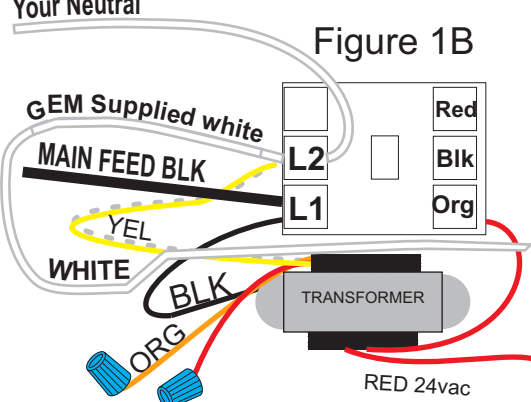 Your Neutral
Figure 1B
GEM Supplied white
Red
MAIN FEED BLK
L2
Blk
L1
Org
YEL
WHITE
BLK
TRANSFORMER
ORG
RED 24vac